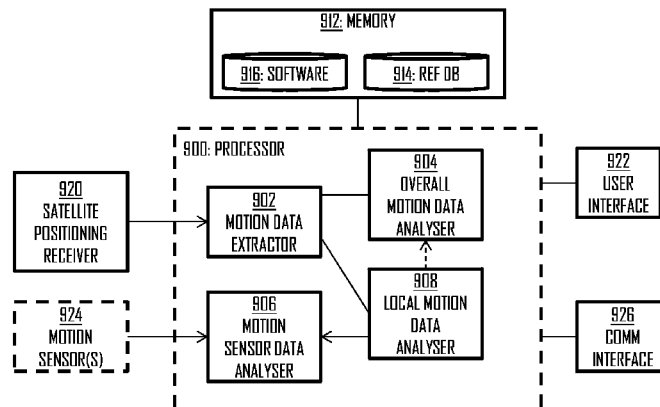 912: MEMORY
916: SOFTWARE
914: REF DB
900: PROCESSOR
920
SATELLITE
POSITIONING
RECEIVER
902
MOTION DATA
EXTRACTOR
904
OVERALL
MOTION DATA
ANALYSER
922
USER
INTERFACE
924
MOTION
SENSOR(S)
906
MOTION
SENSOR DATA
ANALYSER
908
LOCAL MOTION
DATA
ANALYSER
926
COMM
INTERFACE